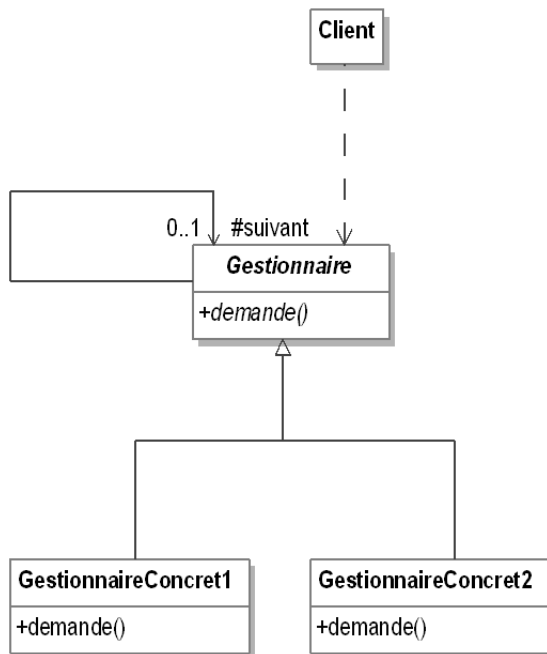 Client
0..1 #suivant
Gestionnaire
+demande()
GestionnaireConcret1
+demande()
GestionnaireConcret2
+demande()